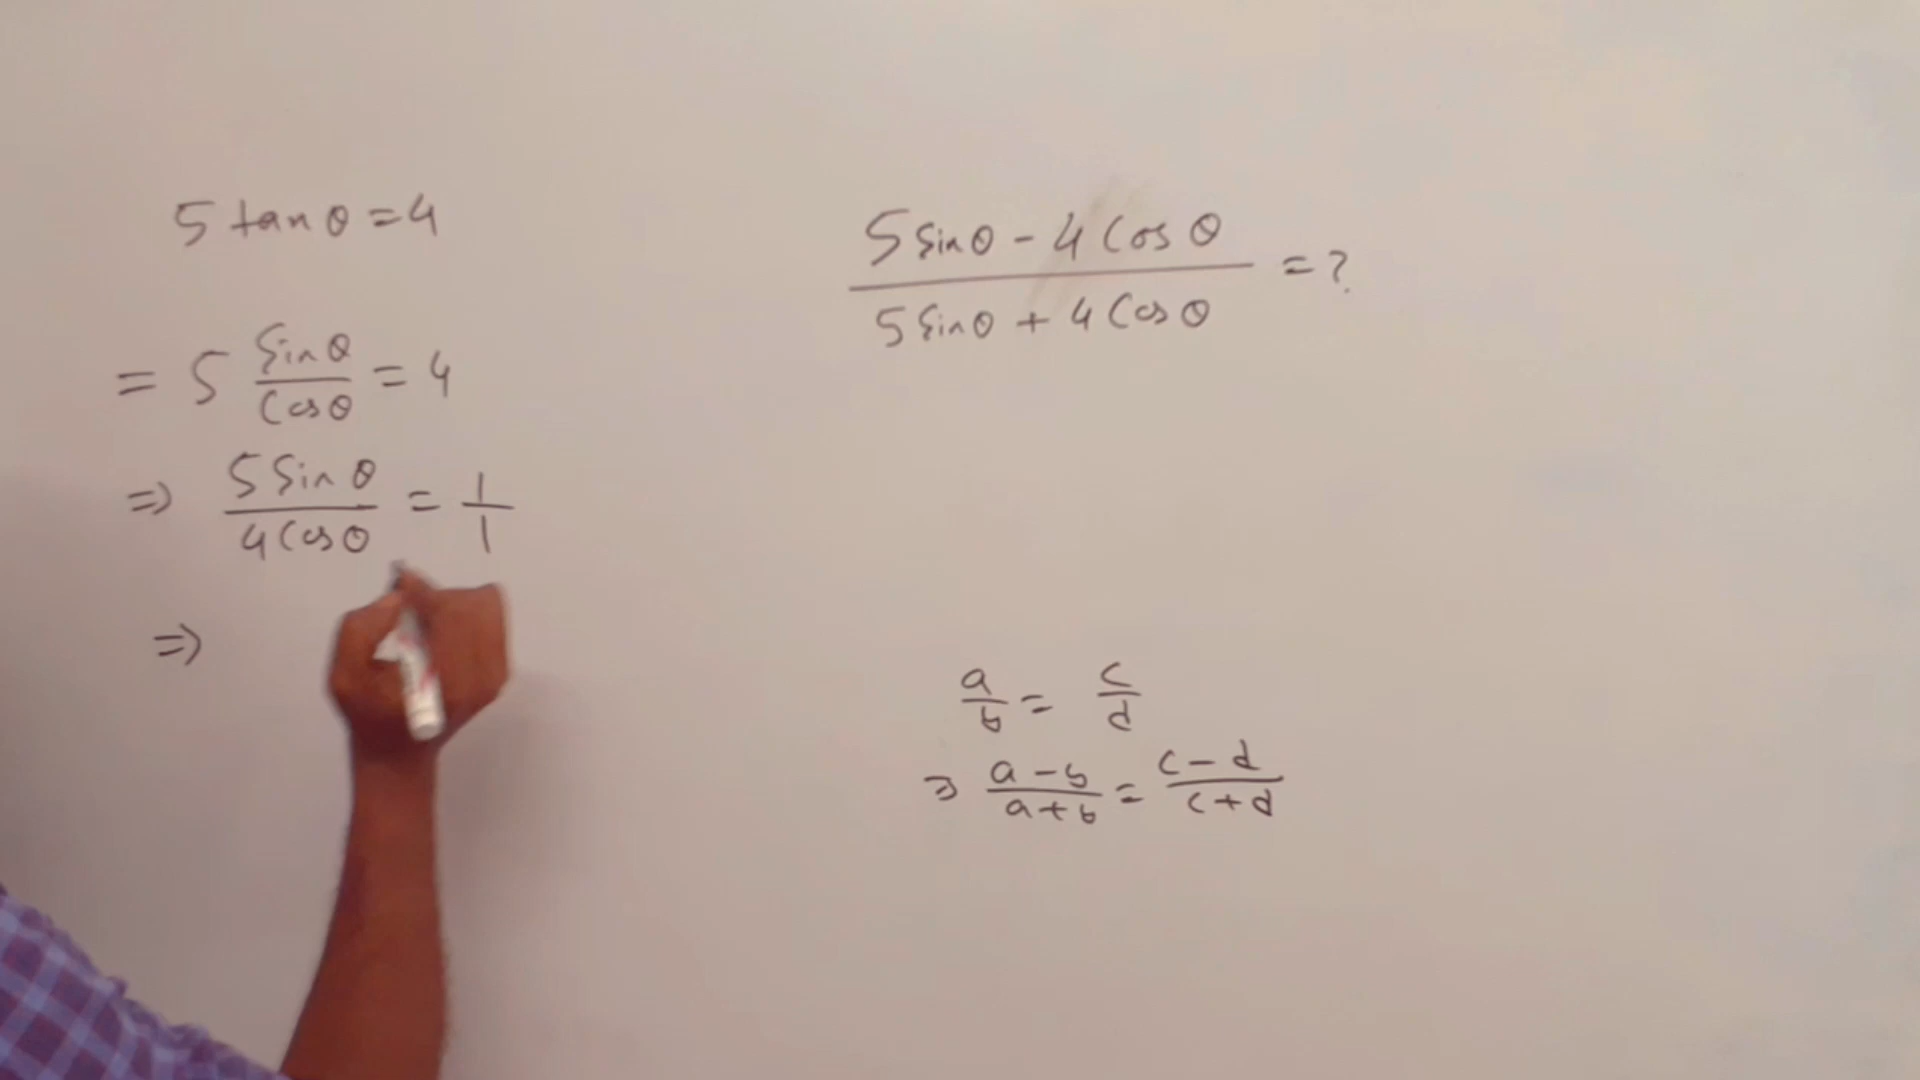 5 tan θ = 4
= 5 Sin θ / Cos θ = 4
⇒ 5 Sin θ / 4 Cos θ = 1 / 1
⇒
5 Sin θ - 4 Cos θ / 5 Sin θ + 4 Cos θ = ?
a / b = c / d
⇒ a - b / a + b = c - d / c + d